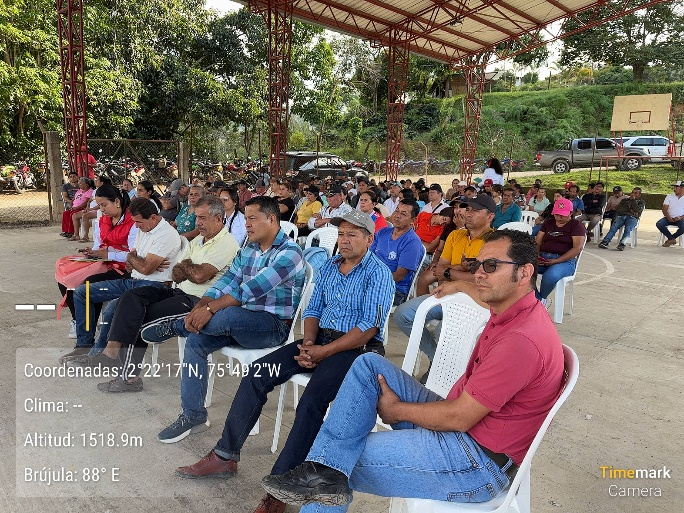 Coordenadas: 2°22'17"N, 75°49'2"W
Clima: --
Altitud: 1518.9m
Brújula: 88° E
Timemark
Camera